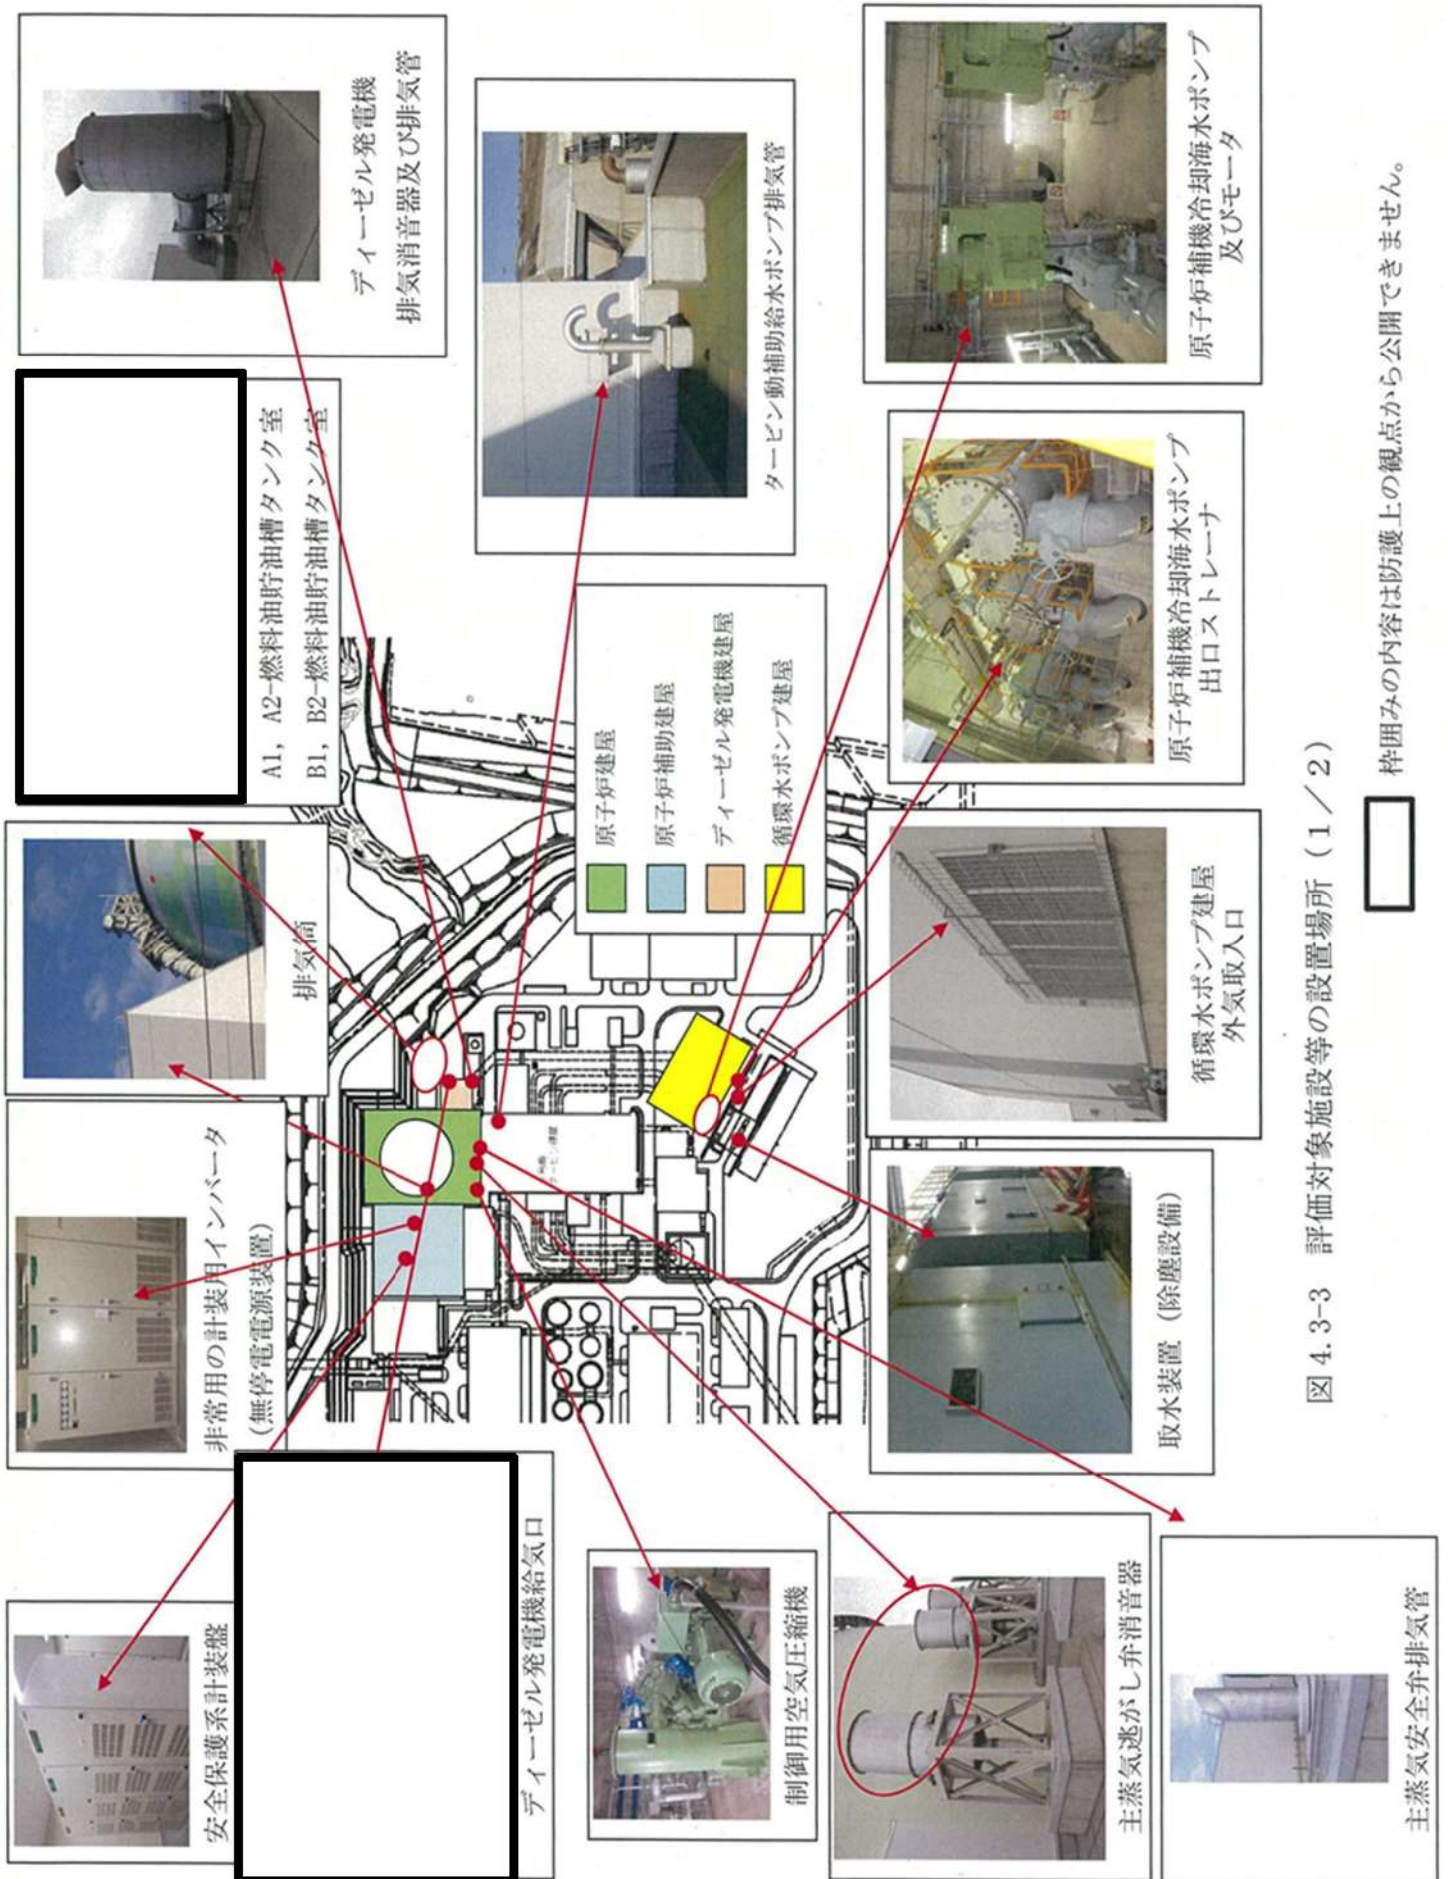 安全保護系計装盤
非常用の計装用インバータ
(無停電電源装置)
排気筒
A1, A2-燃料油貯油槽タンク室
B1, B2-燃料油貯油槽タンク室
ディーゼル発電機
排気消音器及び排気管
ディーゼル発電機給気口
タービン動補助給水ポンプ排気管
原子炉建屋
原子炉補助建屋
ディーゼル発電機建屋
循環水ポンプ建屋
タービン建屋
制御用空気圧縮機
主蒸気逃がし弁消音器
主蒸気安全弁排気管
取水装置 (除塵設備)
循環水ポンプ建屋
外気取入口
原子炉補機冷却海水ポンプ
出口ストレーナ
原子炉補機冷却海水ポンプ
及びモータ
図 4.3-3 評価対象施設等の設置場所 (1/2)
枠囲みの内容は防護上の観点から公開できません。